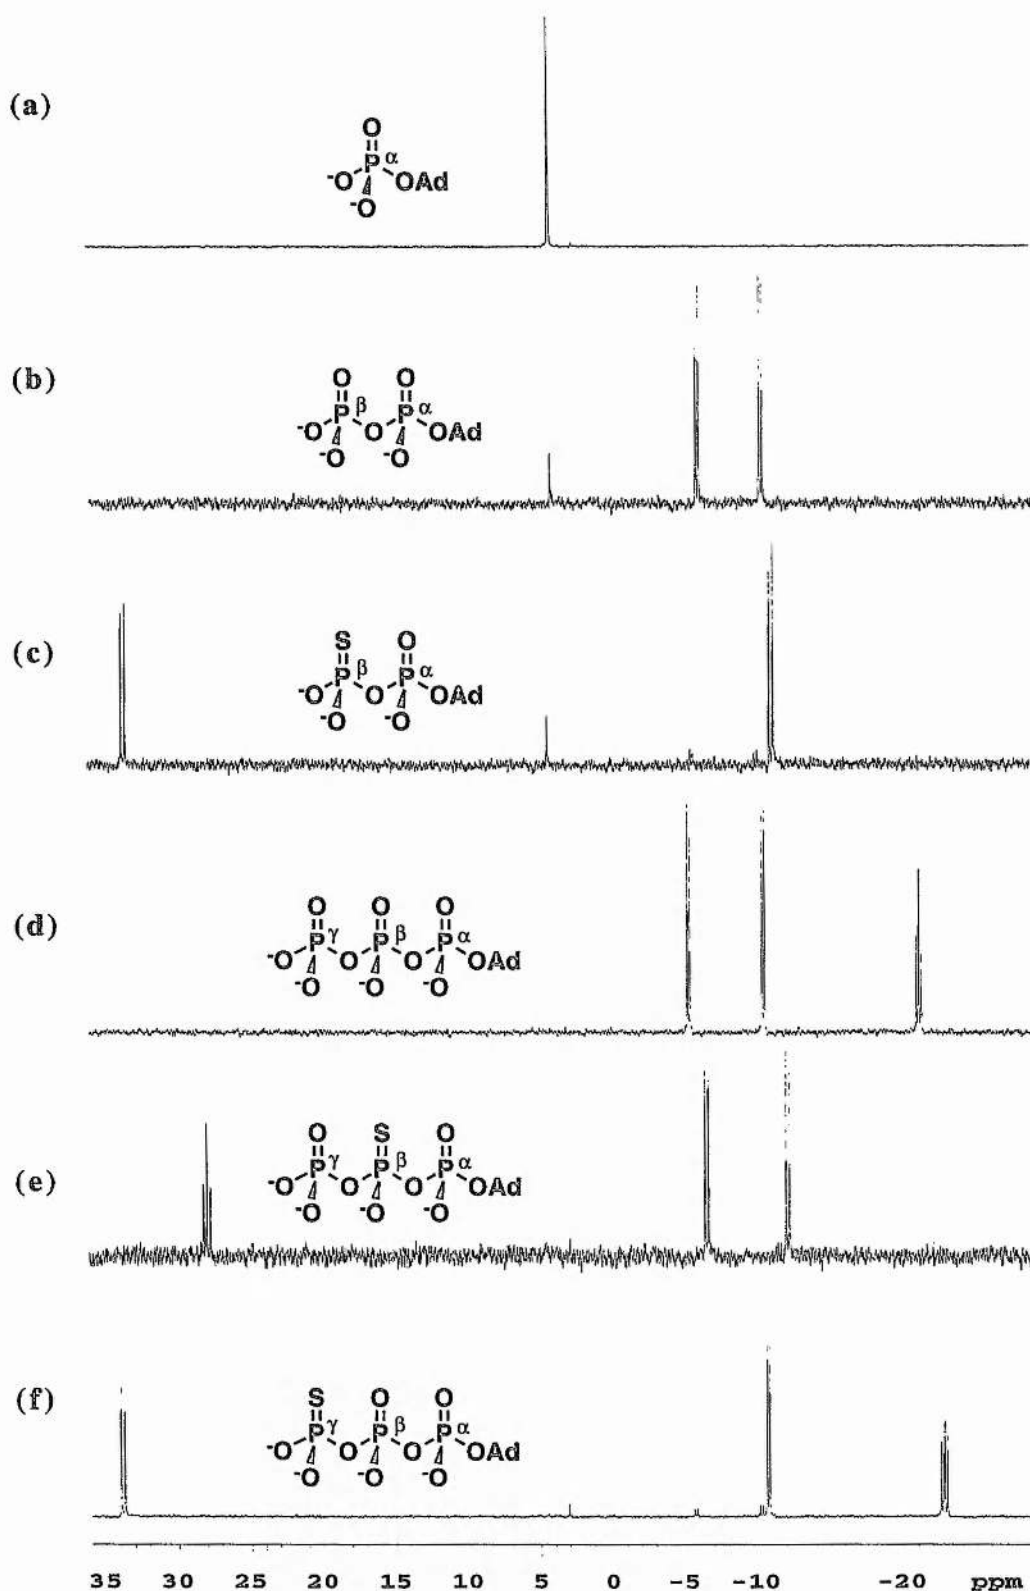 (a)
O
P α
-O OAd
-O
(b)
O O
P β P α
-O O OAd
-O -O
(c)
S O
P β P α
-O O OAd
-O -O
(d)
O O O
P γ P β P α
-O O O OAd
-O -O -O
(e)
O S O
P γ P β P α
-O O O OAd
-O -O -O
(f)
S O O
P γ P β P α
-O O O OAd
-O -O -O
35 30 25 20 15 10 5 0 -5 -10 -20 ppm